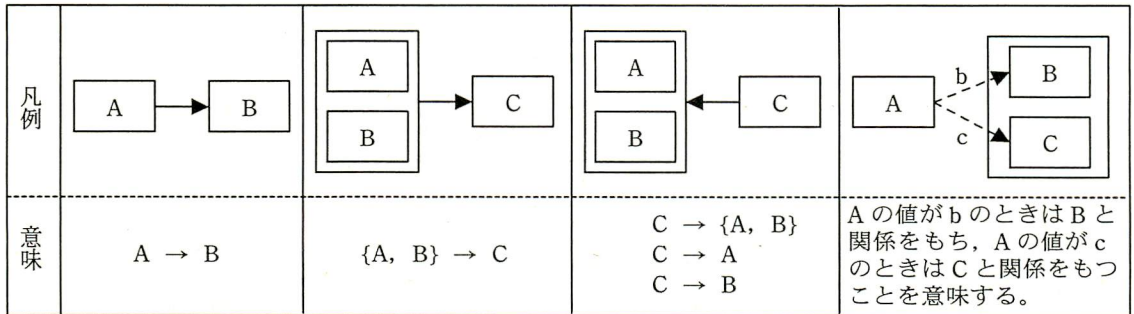 凡例
A
B
A
B
C
A
B
C
A
b
c
B
C
意味
A → B
{A, B} → C
C → {A, B}
C → A
C → B
A の値が b のときは B と
関係をもち，A の値が c
のときは C と関係をもつ
ことを意味する。